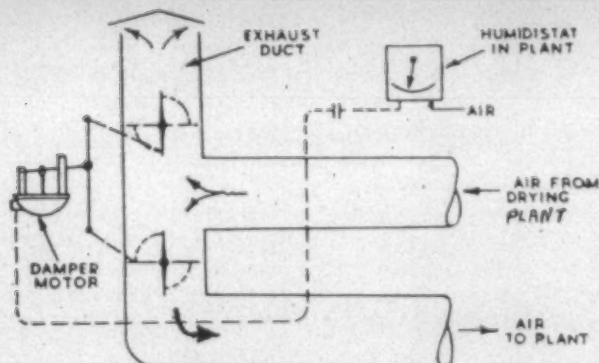 EXHAUST
DUCT
HUMIDISTAT
IN PLANT
AIR
AIR FROM
DRYING
PLANT
DAMPER
MOTOR
AIR
TO PLANT